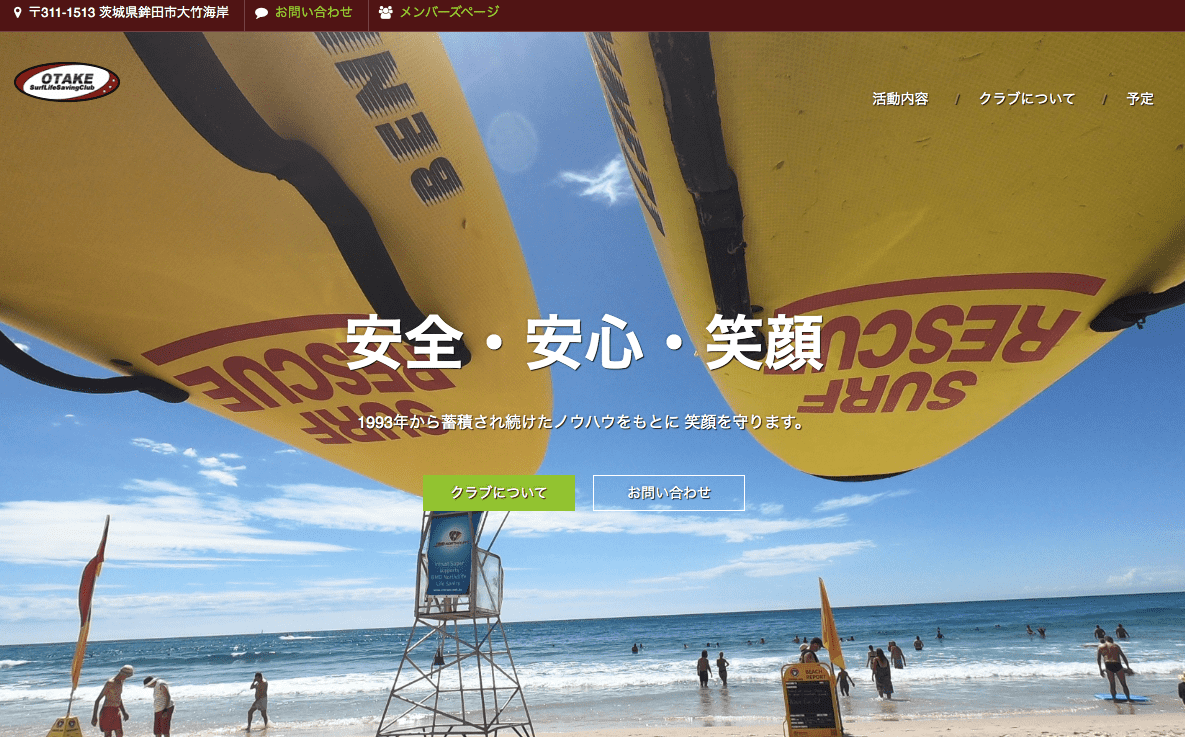 〒311-1513 茨城県鉾田市大竹海岸
お問い合わせ
メンバーズページ
OTAKE
SurfLifeSavingClub
活動内容 / クラブについて / 予定
SURF RESCUE
SURF RESCUE
安全・安心・笑顔
1993年から蓄積され続けたノウハウをもとに 笑顔を守ります。
クラブについて
お問い合わせ
BEACH
REPORT